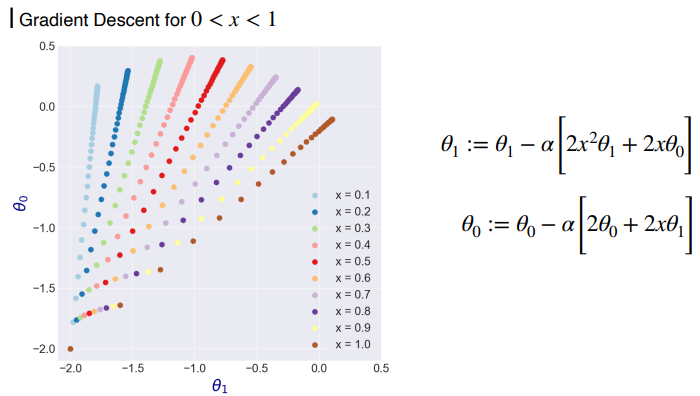 Gradient Descent for 0 < x < 1
0.5
0.0
−0.5
−1.0
−1.5
−2.0
θ₀
−2.0 −1.5 −1.0 −0.5 0.0 0.5
θ₁
x = 0.1
x = 0.2
x = 0.3
x = 0.4
x = 0.5
x = 0.6
x = 0.7
x = 0.8
x = 0.9
x = 1.0
θ₁ := θ₁ − α[2x²θ₁ + 2xθ₀]
θ₀ := θ₀ − α[2θ₀ + 2xθ₁]